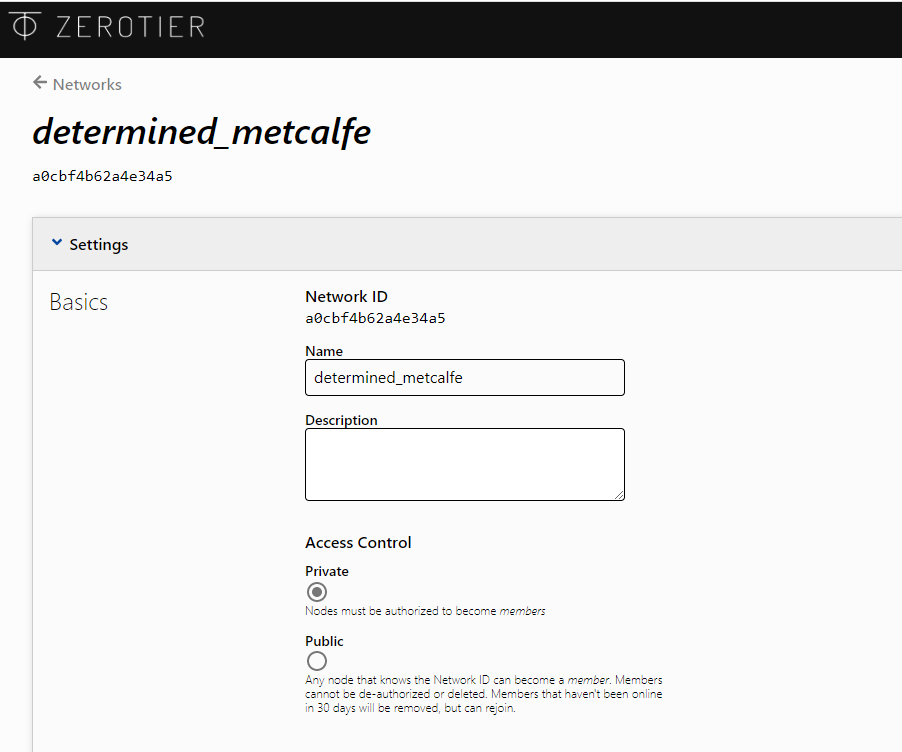 ZEROTIER
Networks
determined_metcalfe
a0cbf4b62a4e34a5
Settings
Basics
Network ID
a0cbf4b62a4e34a5
Name
determined_metcalfe
Description
Access Control
Private
Nodes must be authorized to become members
Public
Any node that knows the Network ID can become a member. Members
cannot be de-authorized or deleted. Members that haven't been online
in 30 days will be removed, but can rejoin.